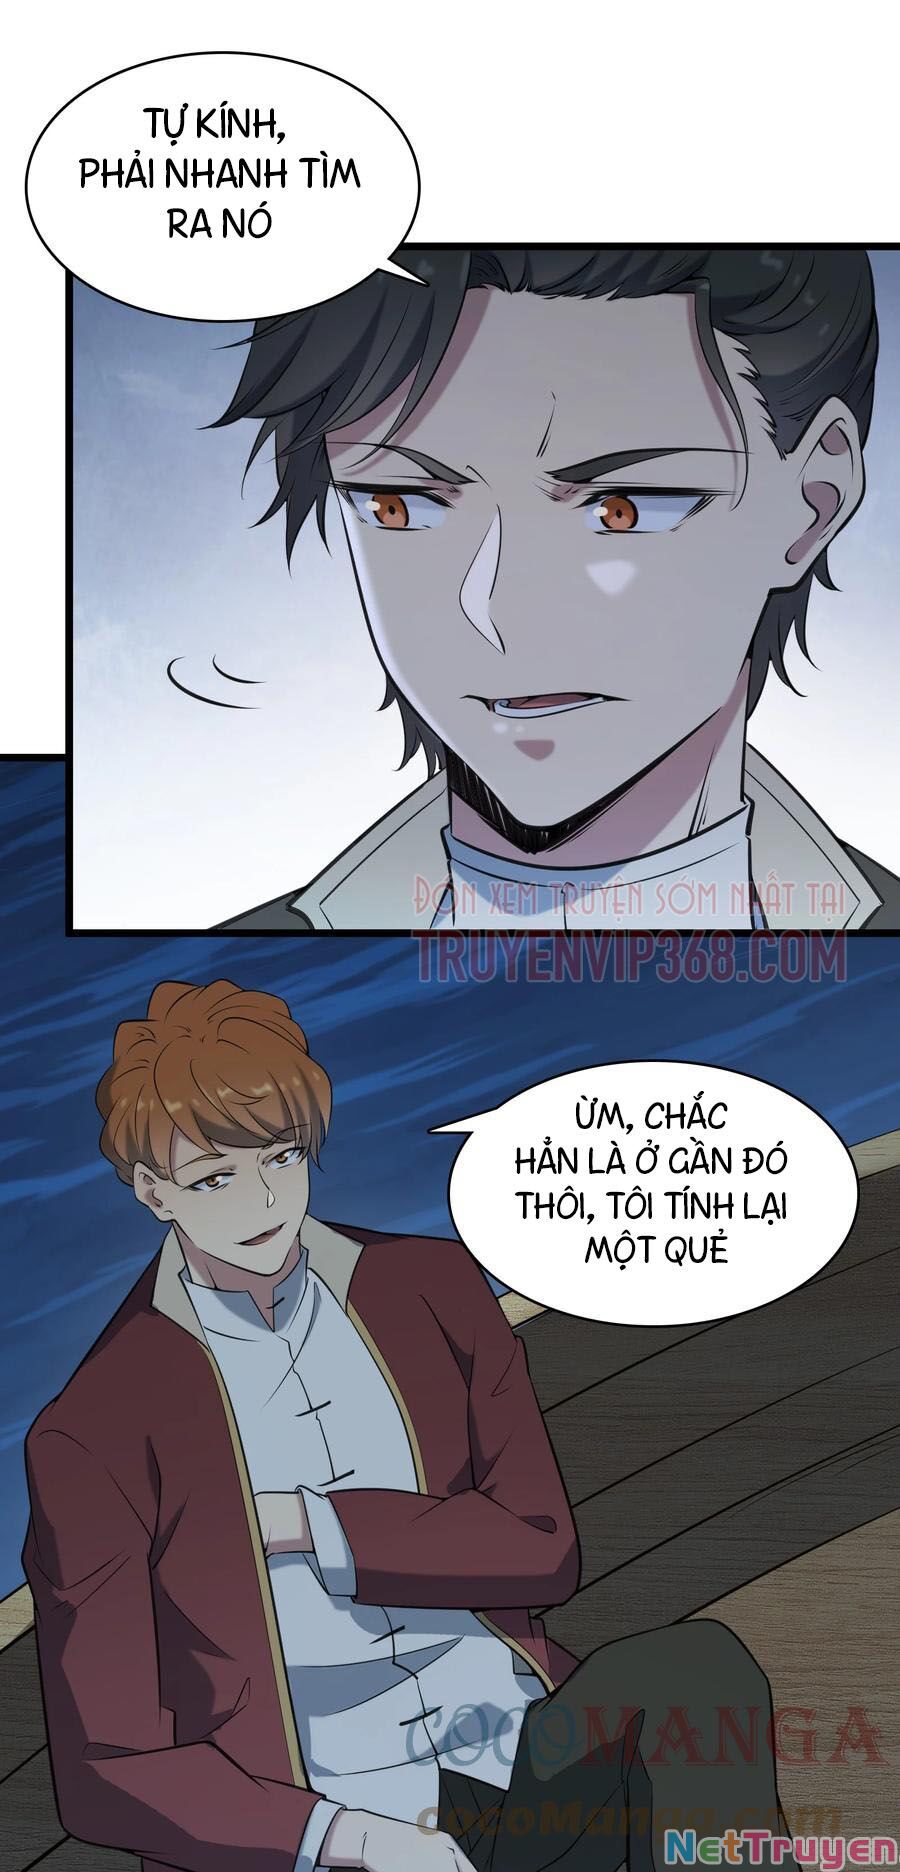 TỰ KÍNH,
PHẢI NHANH TÌM
RA NÓ
ĐÓN XEM TRUYỆN SỚM NHẤT TẠI
TRUYENVIP368.COM
ỪM, CHẮC
HẲN LÀ Ở GẦN ĐÓ
THÔI, TÔI TÍNH LẠI
MỘT QUẺ
COCOMANGA
cocoManga.com
NetTruyen